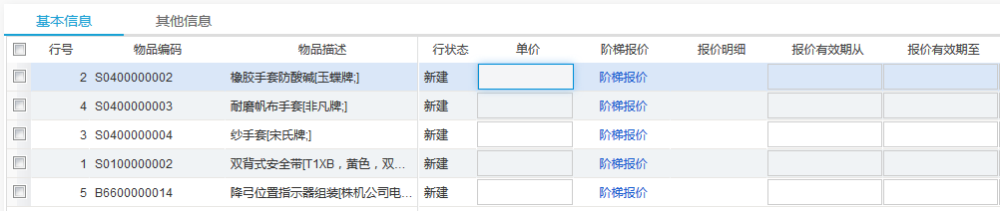 基本信息 其他信息
行号 物品编码 物品描述 行状态 单价 阶梯报价 报价明细 报价有效期从 报价有效期至
2 S0400000002 橡胶手套防酸碱[玉蝶牌;] 新建 阶梯报价
4 S0400000003 耐磨帆布手套[非凡牌;] 新建 阶梯报价
3 S0400000004 纱手套[宋氏牌;] 新建 阶梯报价
1 S0100000002 双背式安全带[T1XB，黄色，双... 新建 阶梯报价
5 B6600000014 降弓位置指示器组装[株机公司电... 新建 阶梯报价